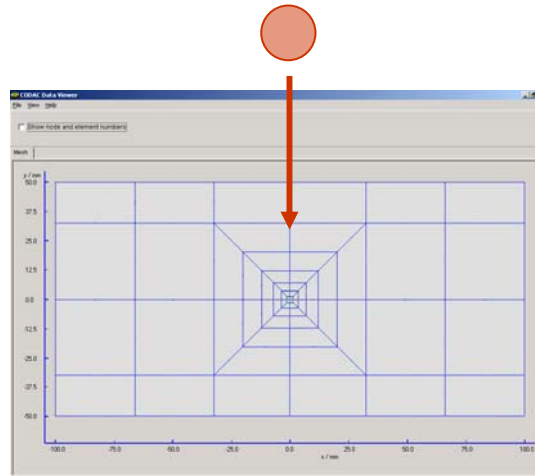 CODAC Data Viewer
File View Help
Show node and element numbers
Mesh
y / mm
50.0
37.5
25.0
12.5
0.0
-12.5
-25.0
-37.5
-50.0
-100.0 -75.0 -50.0 -25.0 0.0 25.0 50.0 75.0 100.0
x / mm